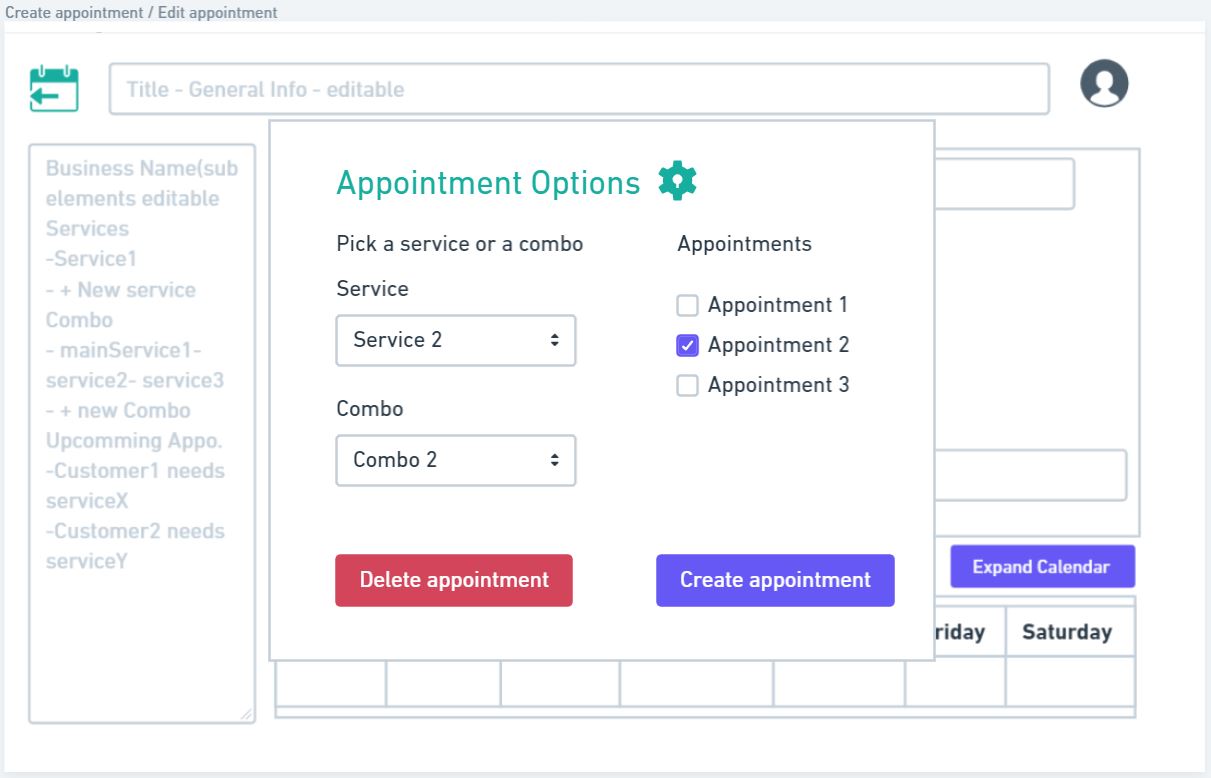 Create appointment / Edit appointment
Title - General Info - editable
Business Name(sub
elements editable
Services
-Service1
- + New service
Combo
- mainService1-
service2- service3
- + new Combo
Upcomming Appo.
-Customer1 needs
serviceX
-Customer2 needs
serviceY
Appointment Options
Pick a service or a combo
Service
Service 2
Combo
Combo 2
Appointments
Appointment 1
Appointment 2
Appointment 3
Delete appointment
Create appointment
Expand Calendar
riday
Saturday